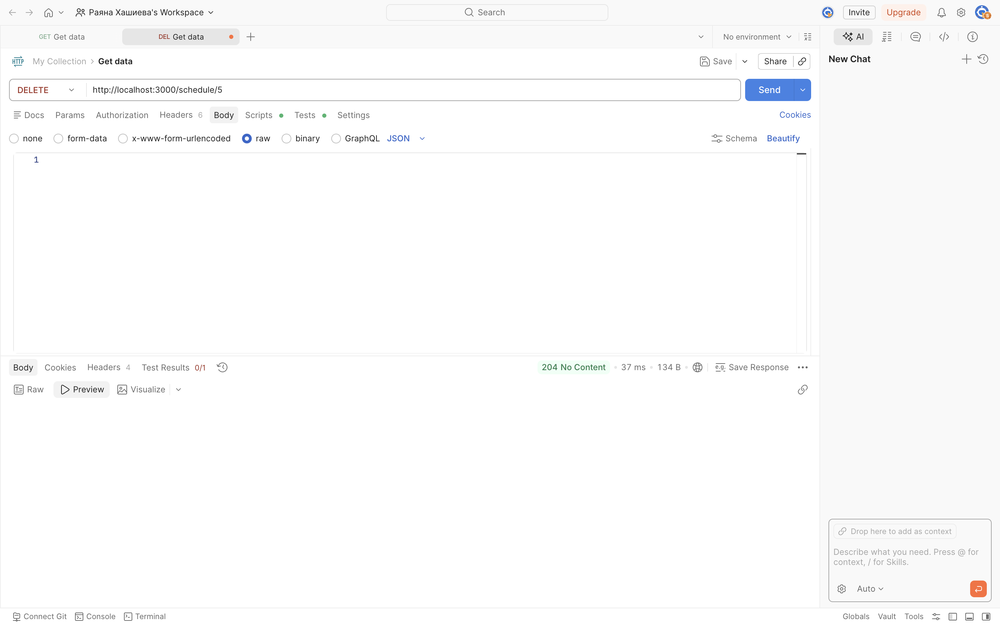 Раяна Хашиева's Workspace
Search
Invite
Upgrade
GET Get data
DEL Get data
No environment
AI
HTTP
My Collection > Get data
Save
Share
New Chat
DELETE
http://localhost:3000/schedule/5
Send
Docs
Params
Authorization
Headers 6
Body
Scripts
Tests
Settings
Cookies
none
form-data
x-www-form-urlencoded
raw
binary
GraphQL
JSON
Schema
Beautify
1
Body
Cookies
Headers 4
Test Results 0/1
204 No Content
37 ms
134 B
e.g. Save Response
Raw
Preview
Visualize
Drop here to add as context
Describe what you need. Press @ for
context, / for Skills.
Auto
Connect Git
Console
Terminal
Globals
Vault
Tools